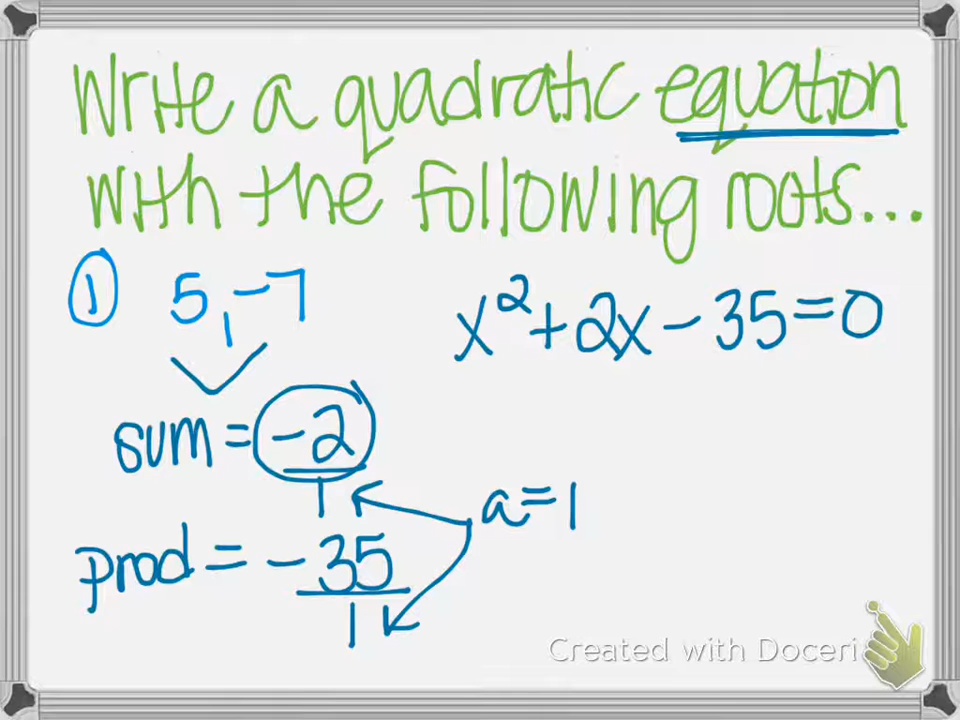 Write a quadratic equation
with the following roots...
① 5, -7
x² + 2x - 35 = 0
sum = -2/1
a = 1
prod = -35/1
Created with Doceri